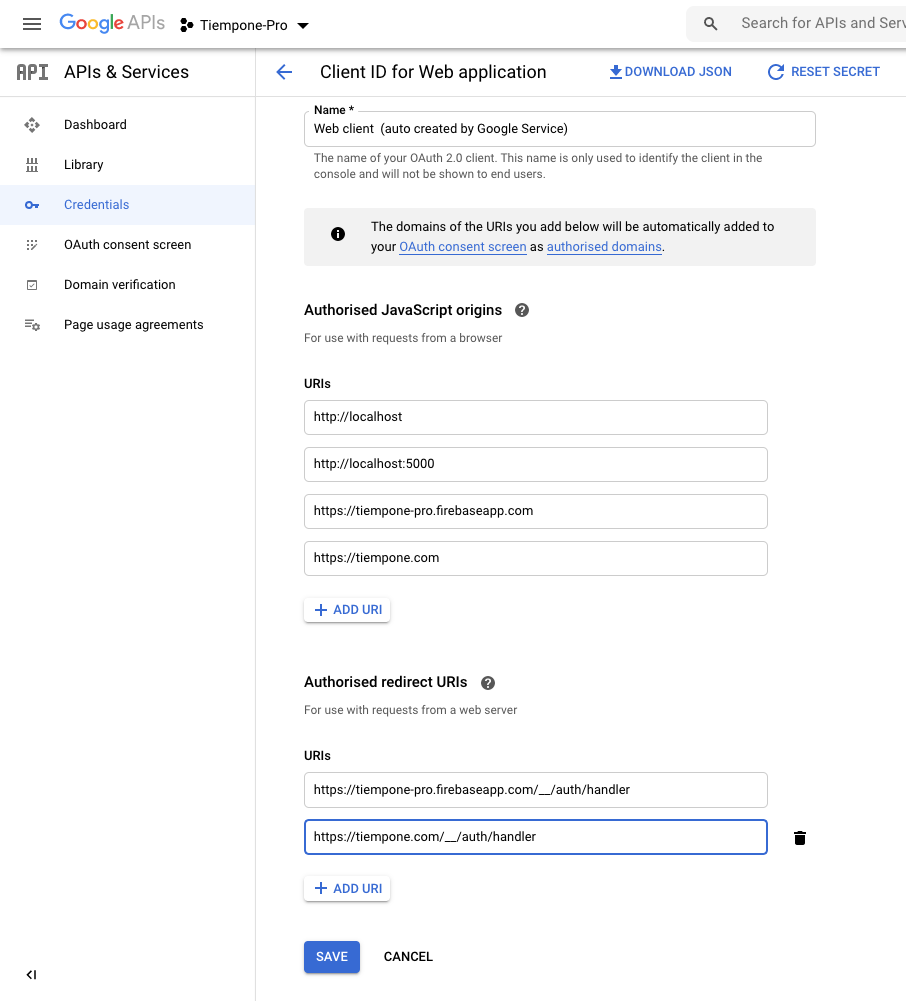 Google APIs
Tiempone-Pro
Search for APIs and Serv
API APIs & Services
Client ID for Web application
DOWNLOAD JSON
RESET SECRET
Dashboard
Library
Credentials
OAuth consent screen
Domain verification
Page usage agreements
Name *
Web client (auto created by Google Service)
The name of your OAuth 2.0 client. This name is only used to identify the client in the
console and will not be shown to end users.
The domains of the URIs you add below will be automatically added to
your OAuth consent screen as authorised domains.
Authorised JavaScript origins
For use with requests from a browser
URIs
http://localhost
http://localhost:5000
https://tiempone-pro.firebaseapp.com
https://tiempone.com
ADD URI
Authorised redirect URIs
For use with requests from a web server
URIs
https://tiempone-pro.firebaseapp.com/__/auth/handler
https://tiempone.com/__/auth/handler
ADD URI
SAVE
CANCEL